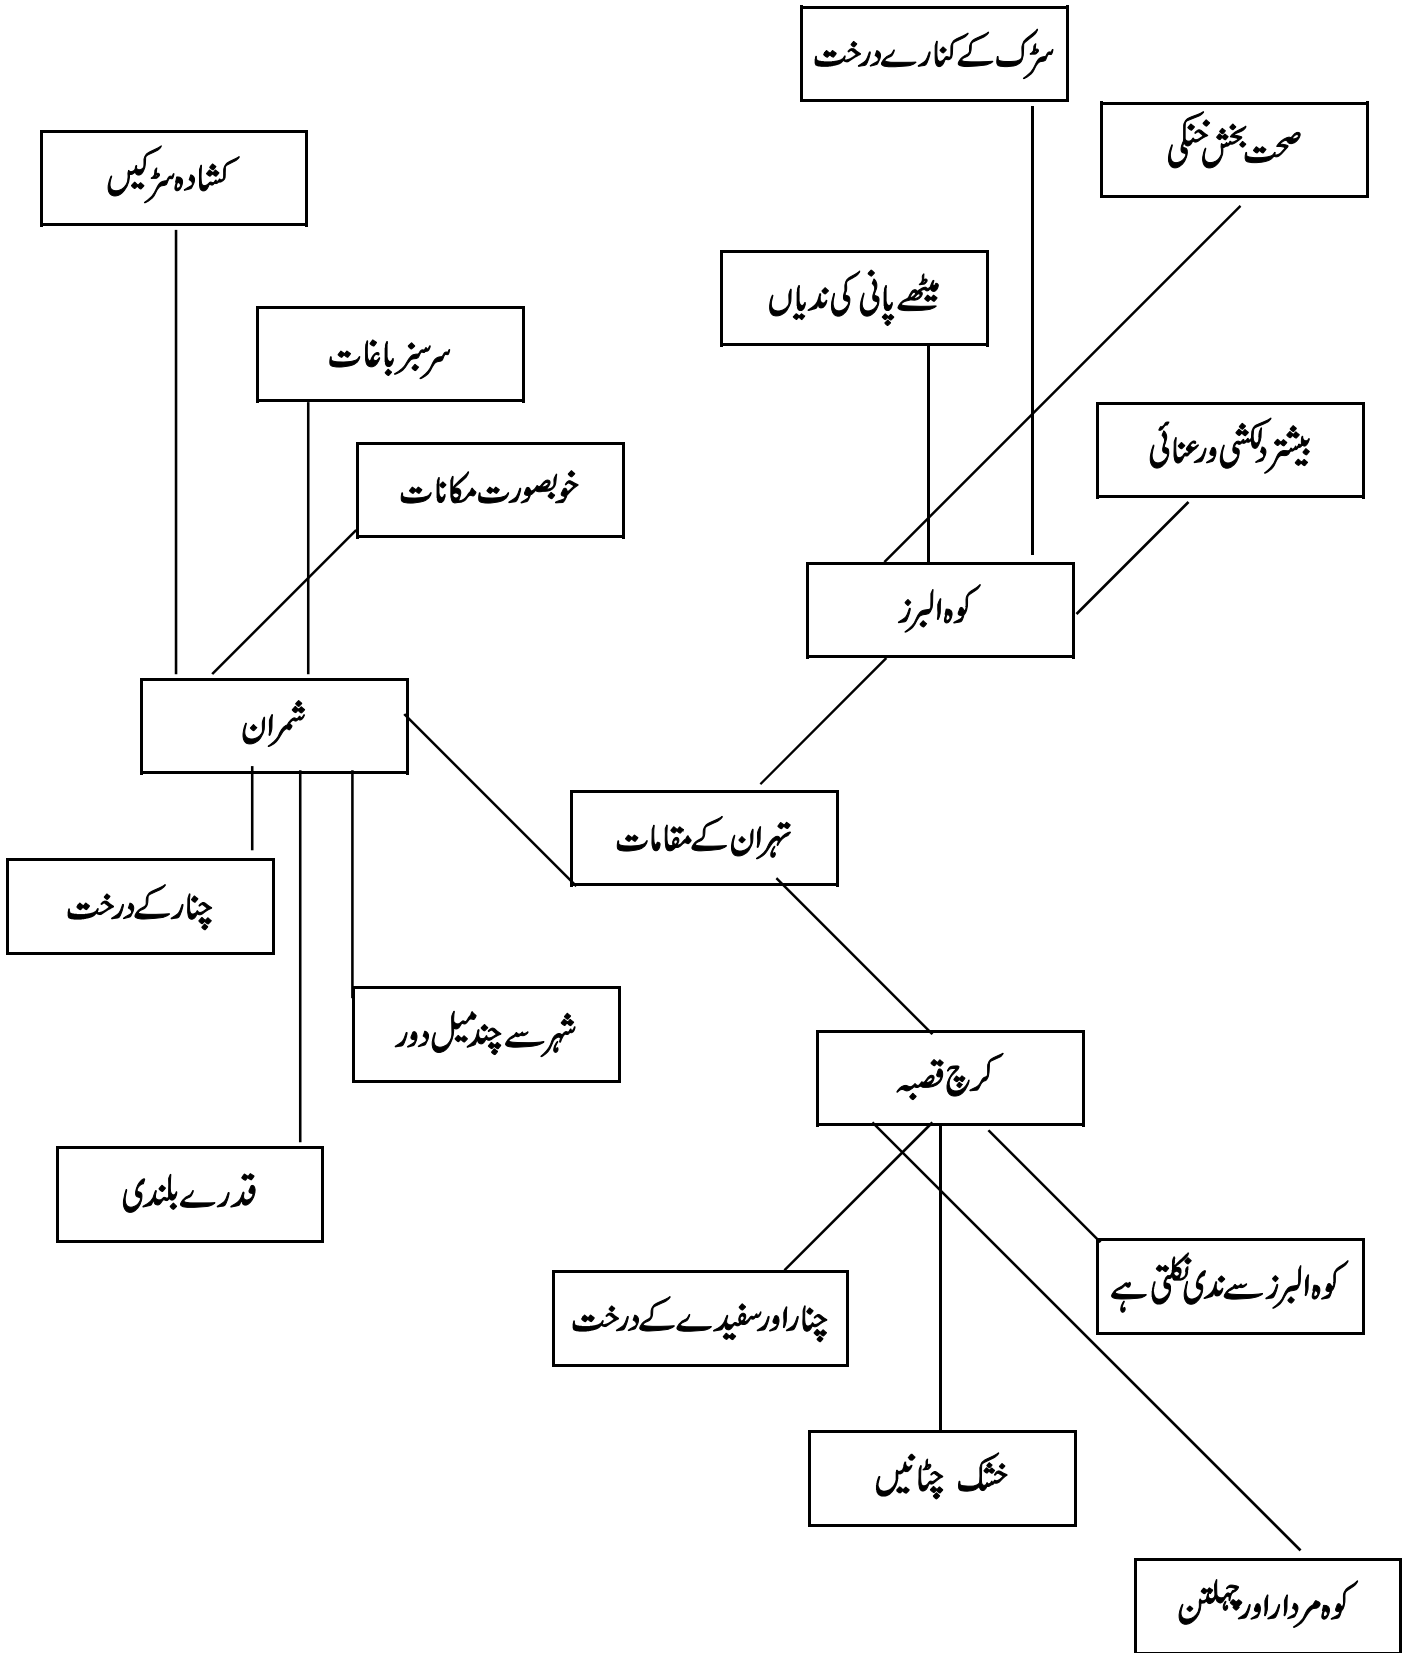 سڑک کے کنارے درخت
صحت بخش خنکی
کشادہ سڑکیں
میٹھے پانی کی ندیاں
سرسبز باغات
بیشتر دلکشی ورعنائی
خوبصورت مکانات
کوہ البرز
شمران
تہران کے مقامات
چنار کے درخت
شہر سے چند میل دور
کرچ قصبہ
قدرے بلندی
کوہ البرز سے ندی نکلتی ہے
چنار اور سفیدے کے درخت
خشک چٹانیں
کوہ مردار اور چہلتن